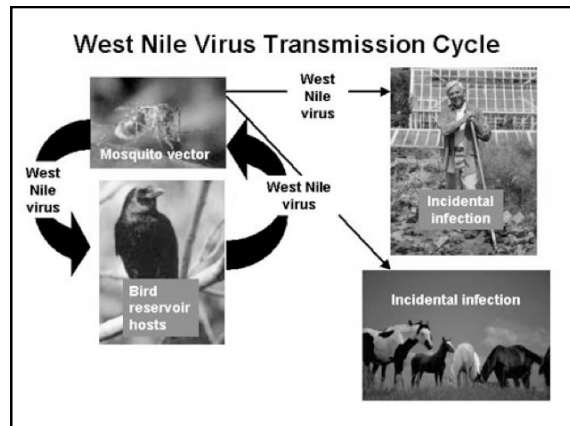 West Nile Virus Transmission Cycle
West
Nile
virus
Mosquito vector
West
Nile
virus
West Nile
virus
Incidental
infection
Bird
reservoir
hosts
Incidental infection